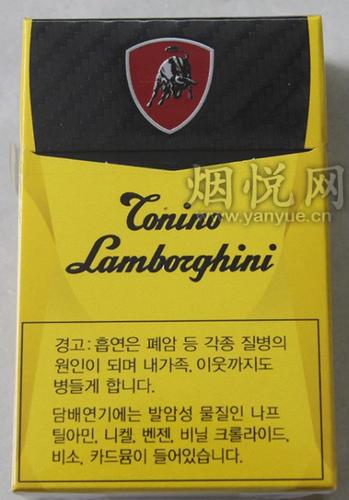 烟悦网
www.yanyue.cn
Tonino
Lamborghini
경고: 흡연은 폐암 등 각종 질병의
원인이 되며 내가족, 이웃까지도
병들게 합니다.
담배연기에는 발암성 물질인 나프
틸아민, 니켈, 벤젠, 비닐 크롤라이드,
비소, 카드뮴이 들어있습니다.